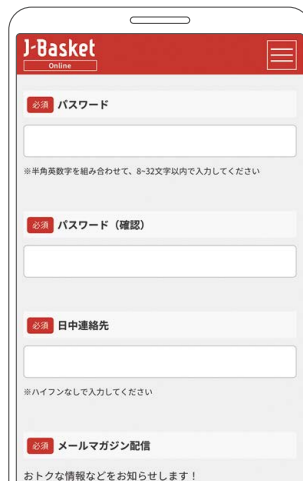 J-Basket
Online
必須 パスワード
※半角英数字を組み合わせて、8~32文字以内で入力してください
必須 パスワード（確認）
必須 日中連絡先
※ハイフンなしで入力してください
必須 メールマガジン配信
おトクな情報などをお知らせします！